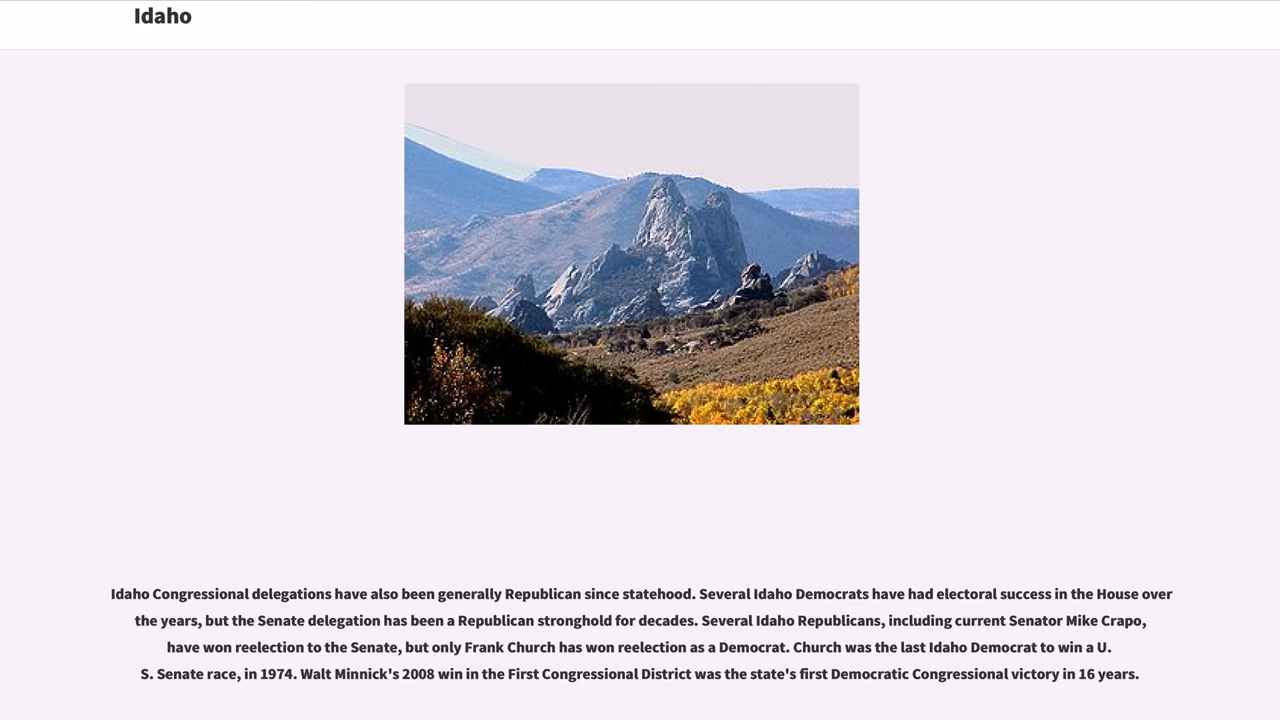 Idaho
Idaho Congressional delegations have also been generally Republican since statehood. Several Idaho Democrats have had electoral success in the House over
the years, but the Senate delegation has been a Republican stronghold for decades. Several Idaho Republicans, including current Senator Mike Crapo,
have won reelection to the Senate, but only Frank Church has won reelection as a Democrat. Church was the last Idaho Democrat to win a U.
S. Senate race, in 1974. Walt Minnick's 2008 win in the First Congressional District was the state's first Democratic Congressional victory in 16 years.